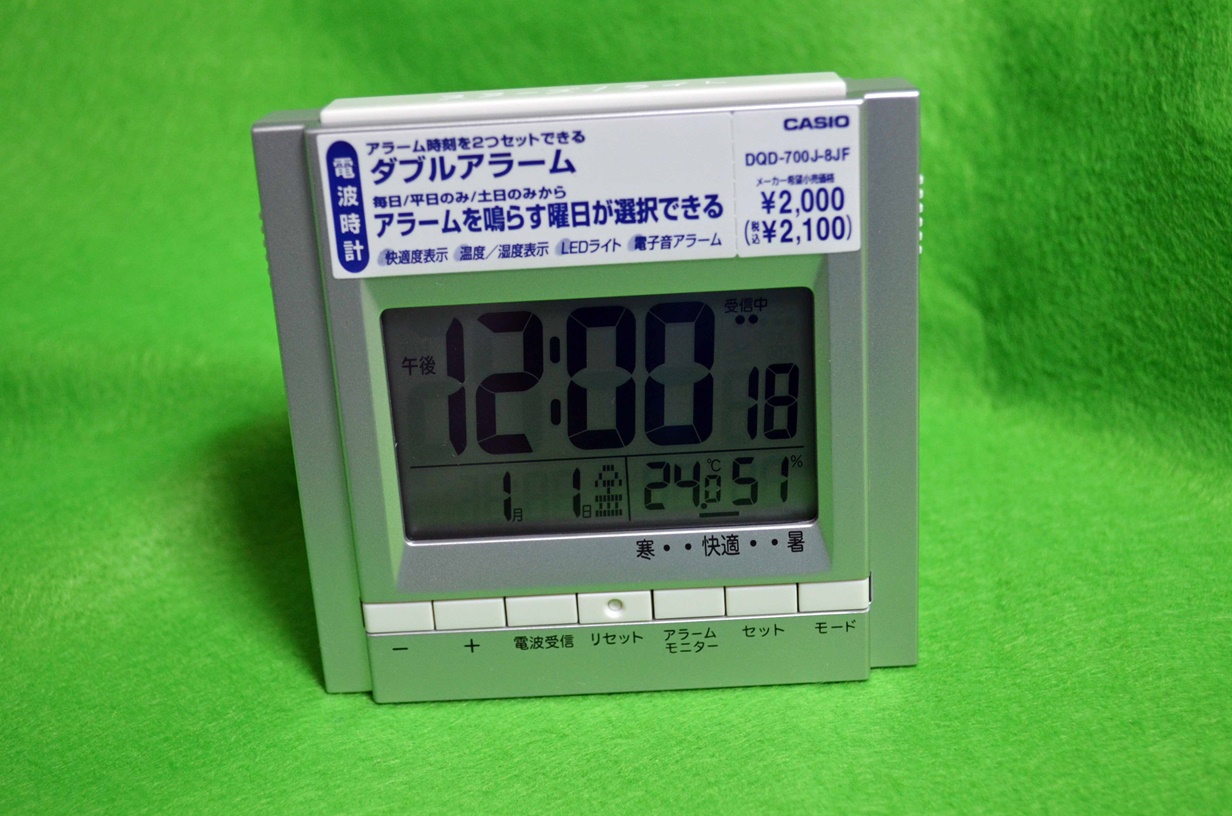 電波時計
アラーム時刻を2つセットできる
ダブルアラーム
毎日/平日のみ/土日のみから
アラームを鳴らす曜日が選択できる
快適度表示 温度/湿度表示 LEDライト 電子音アラーム
CASIO
DQD-700J-8JF
メーカー希望小売価格
¥2,000
(税込¥2,100)
受信中
午後 12:00 18
1月 1日 金 24.0℃ 51%
寒・・快適・・暑
− + 電波受信 リセット アラームモニター セット モード